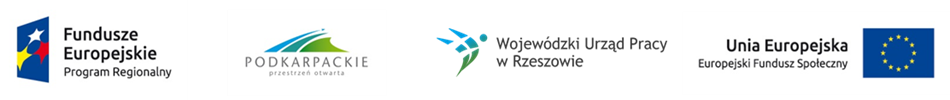 Fundusze
Europejskie
Program Regionalny
PODKARPACKIE
przestrzeń otwarta
Wojewódzki Urząd Pracy
w Rzeszowie
Unia Europejska
Europejski Fundusz Społeczny